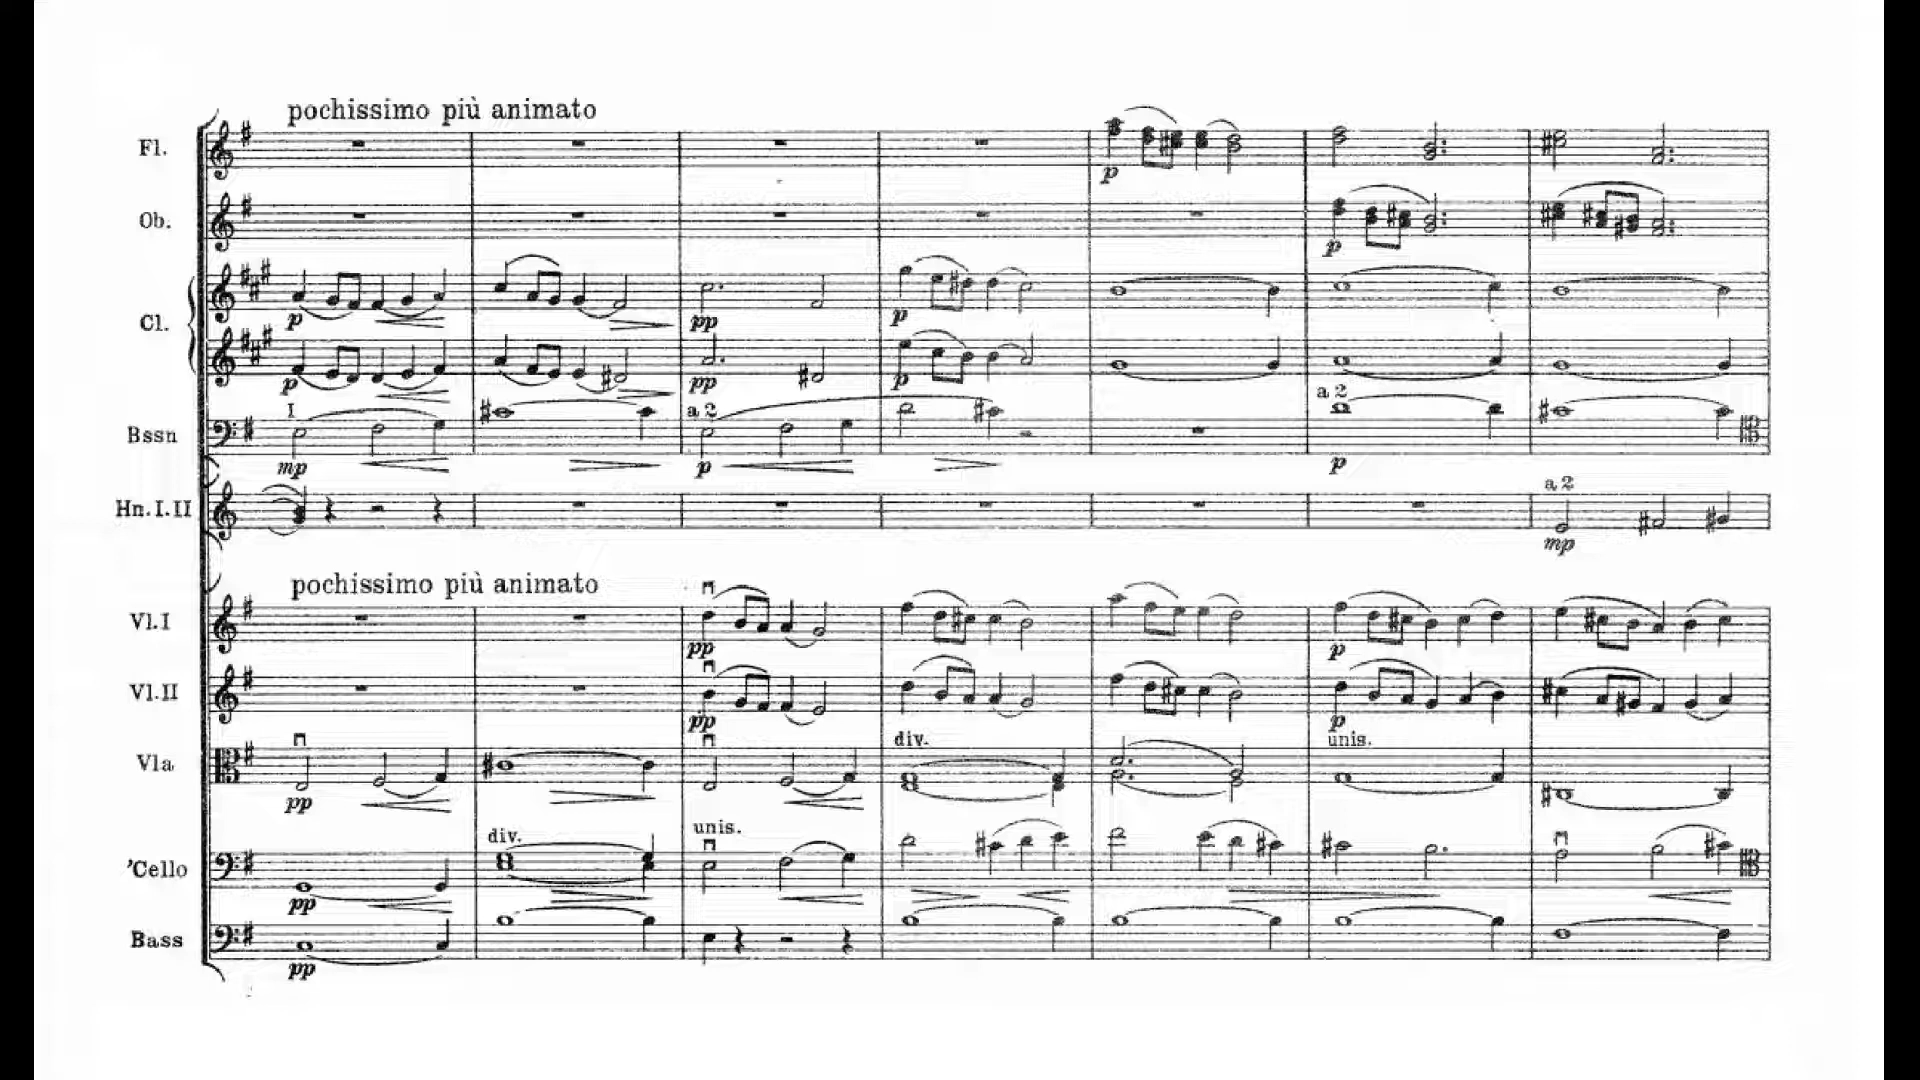 pochissimo più animato
Fl.
Ob.
p
p
Cl.
p
pp
p
p
pp
p
I
a 2
a 2
Bssn
mp
p
p
Hn. I. II
a 2
mp
pochissimo più animato
Vl. I
pp
p
Vl. II
pp
p
div.
unis.
Vla
pp
div.
unis.
'Cello
pp
Bass
pp